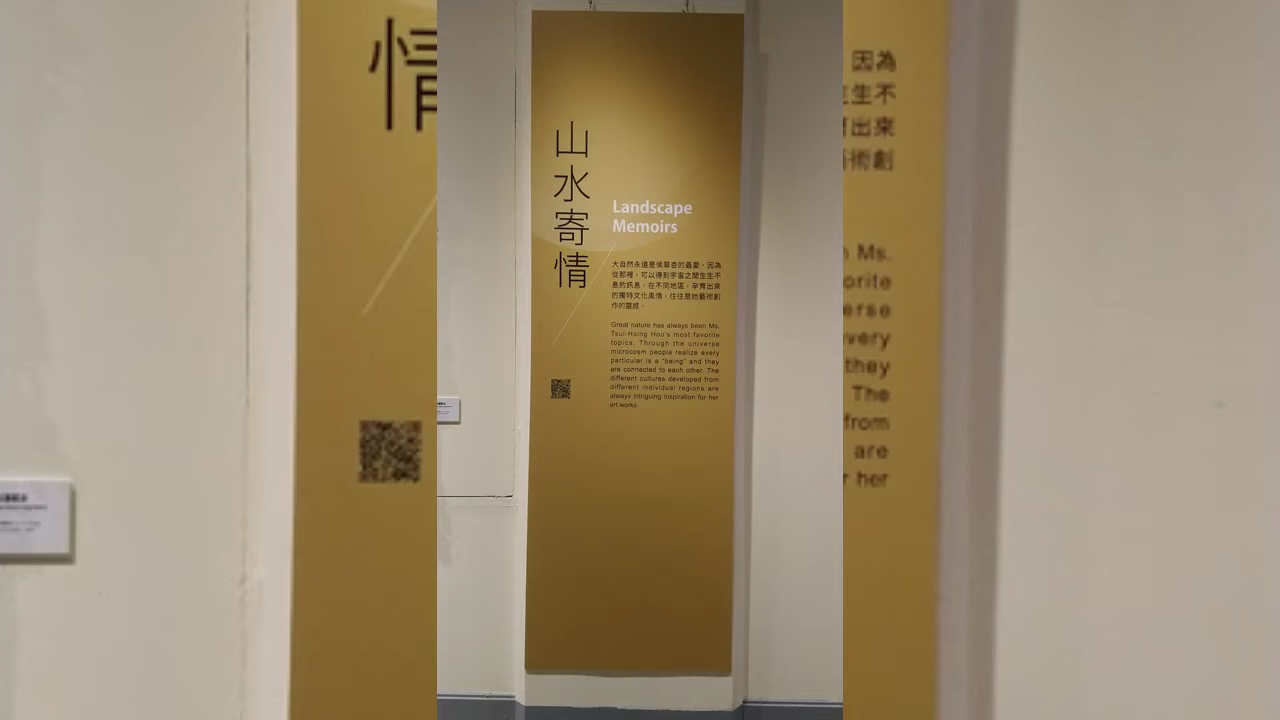 山水寄情
Landscape
Memoirs
大自然永遠是侯翠杏的最愛，因為
從那裡，可以得到宇宙之間生生不
息的訊息。在不同地區，孕育出來
的獨特文化風情，往往是她藝術創
作的靈感。
Great nature has always been Ms.
Tsui-Hsing Hou's most favorite
topics. Through the universe
microcosm people realize every
particular is a "being" and they
are connected to each other. The
different cultures developed from
different individual regions are
always intriguing inspiration for her
art works.